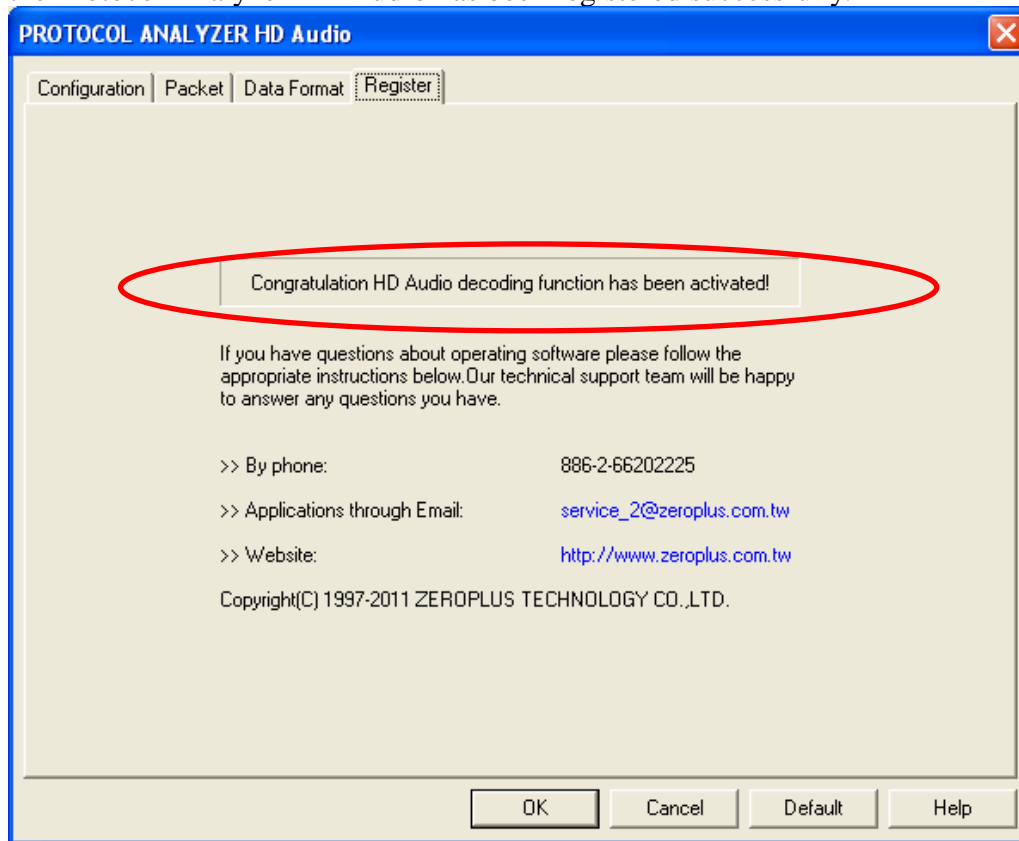 PROTOCOL ANALYZER HD Audio
Configuration Packet Data Format Register
Congratulation HD Audio decoding function has been activated!
If you have questions about operating software please follow the
appropriate instructions below.Our technical support team will be happy
to answer any questions you have.
>> By phone: 886-2-66202225
>> Applications through Email: service_2@zeroplus.com.tw
>> Website: http://www.zeroplus.com.tw
Copyright(C) 1997-2011 ZEROPLUS TECHNOLOGY CO.,LTD.
OK Cancel Default Help